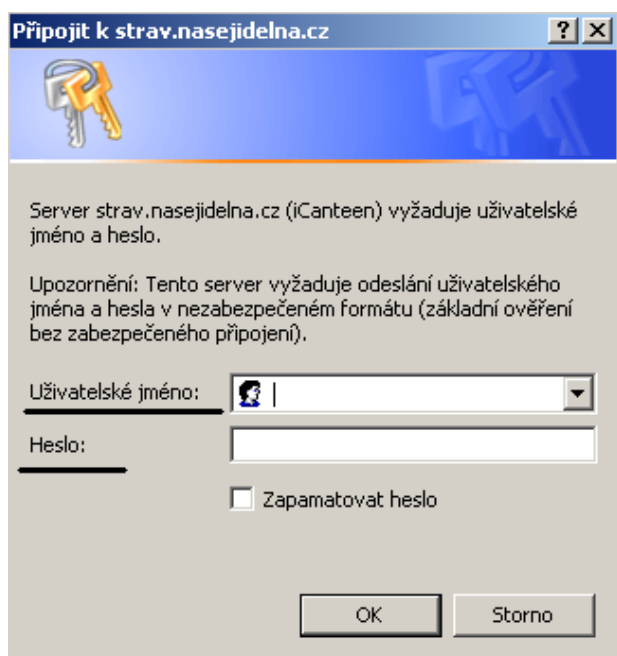 Připojit k strav.nasejidelna.cz
Server strav.nasejidelna.cz (iCanteen) vyžaduje uživatelské
jméno a heslo.
Upozornění: Tento server vyžaduje odeslání uživatelského
jména a hesla v nezabezpečeném formátu (základní ověření
bez zabezpečeného připojení).
Uživatelské jméno:
Heslo:
Zapamatovat heslo
OK Storno